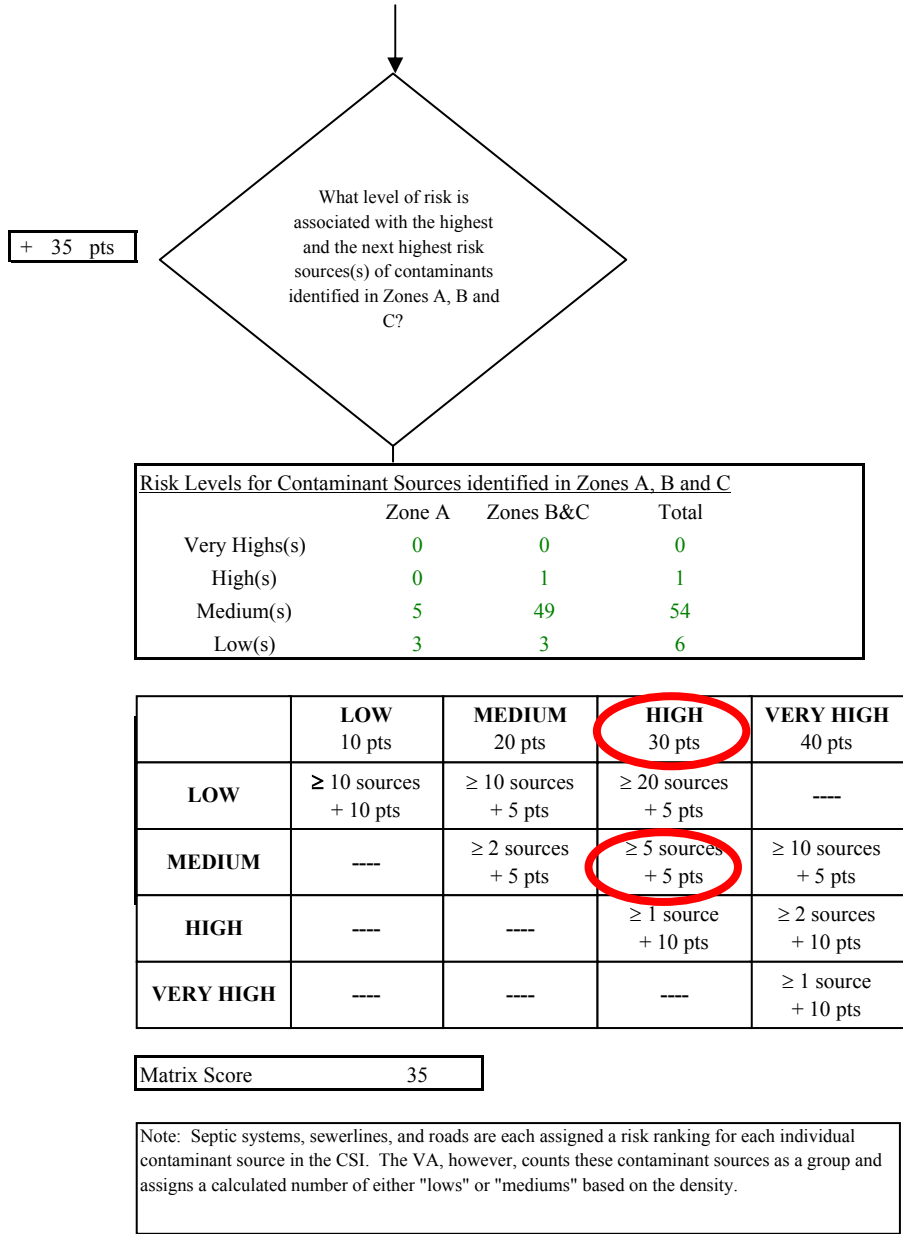 What level of risk is
associated with the highest
and the next highest risk
sources(s) of contaminants
identified in Zones A, B and
C?
+ 35 pts
Risk Levels for Contaminant Sources identified in Zones A, B and C
Zone A Zones B&C Total
Very Highs(s) 0 0 0
High(s) 0 1 1
Medium(s) 5 49 54
Low(s) 3 3 6
LOW MEDIUM HIGH VERY HIGH
10 pts 20 pts 30 pts 40 pts
LOW ≥ 10 sources ≥ 10 sources ≥ 20 sources ----
+ 10 pts + 5 pts + 5 pts
MEDIUM ---- ≥ 2 sources ≥ 5 sources ≥ 10 sources
+ 5 pts + 5 pts + 5 pts
HIGH ---- ---- ≥ 1 source ≥ 2 sources
+ 10 pts + 10 pts
VERY HIGH ---- ---- ---- ≥ 1 source
+ 10 pts
Matrix Score 35
Note: Septic systems, sewerlines, and roads are each assigned a risk ranking for each individual
contaminant source in the CSI. The VA, however, counts these contaminant sources as a group and
assigns a calculated number of either "lows" or "mediums" based on the density.